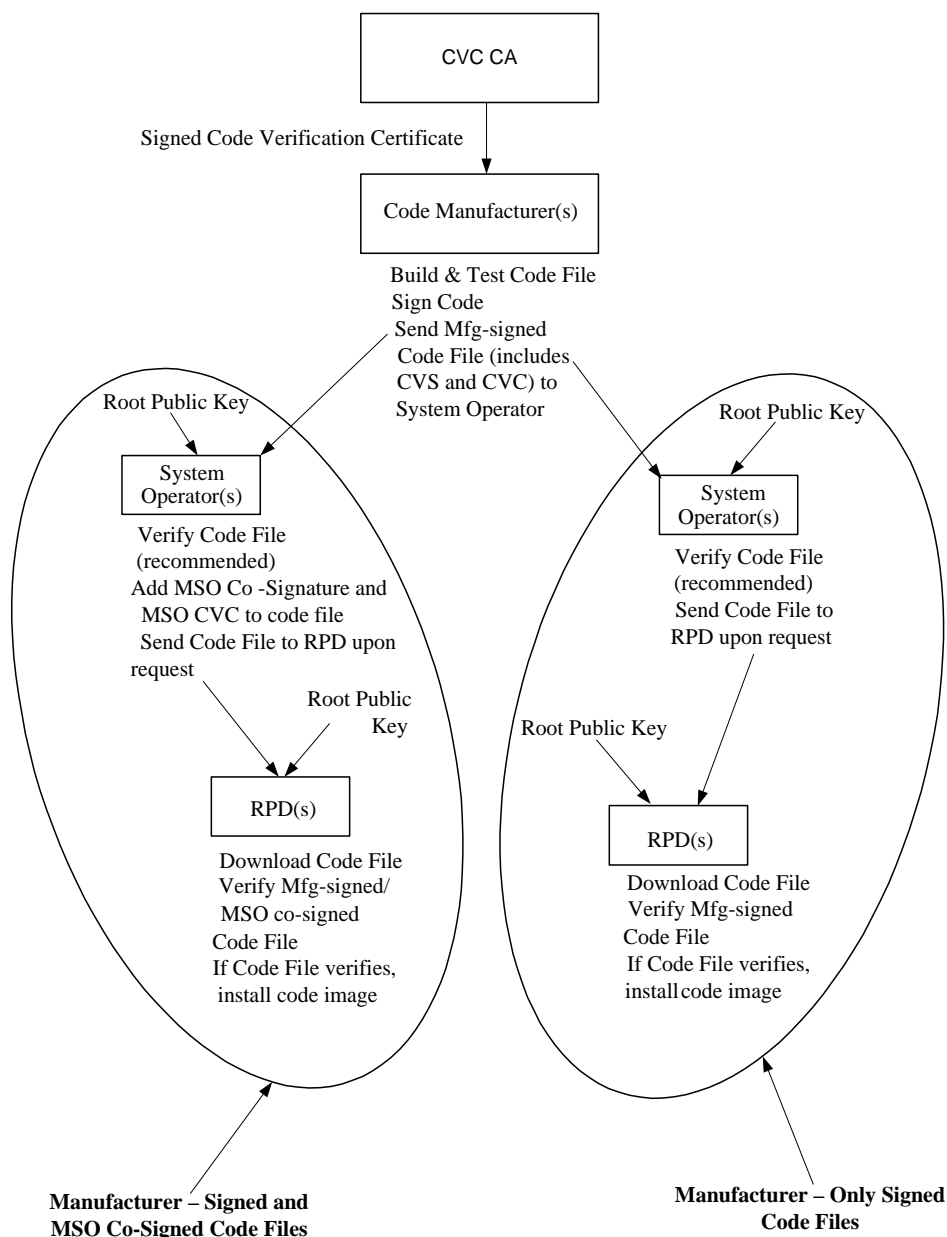 CVC CA
Signed Code Verification Certificate
Code Manufacturer(s)
Build & Test Code File
Sign Code
Send Mfg-signed
Code File (includes
CVS and CVC) to
System Operator
Root Public Key
System
Operator(s)
Verify Code File
(recommended)
Add MSO Co -Signature and
MSO CVC to code file
Send Code File to RPD upon
request
Root Public
Key
RPD(s)
Download Code File
Verify Mfg-signed/
MSO co-signed
Code File
If Code File verifies,
install code image
Manufacturer – Signed and
MSO Co-Signed Code Files
Root Public Key
System
Operator(s)
Verify Code File
(recommended)
Send Code File to
RPD upon request
Root Public Key
RPD(s)
Download Code File
Verify Mfg-signed
Code File
If Code File verifies,
install code image
Manufacturer – Only Signed
Code Files